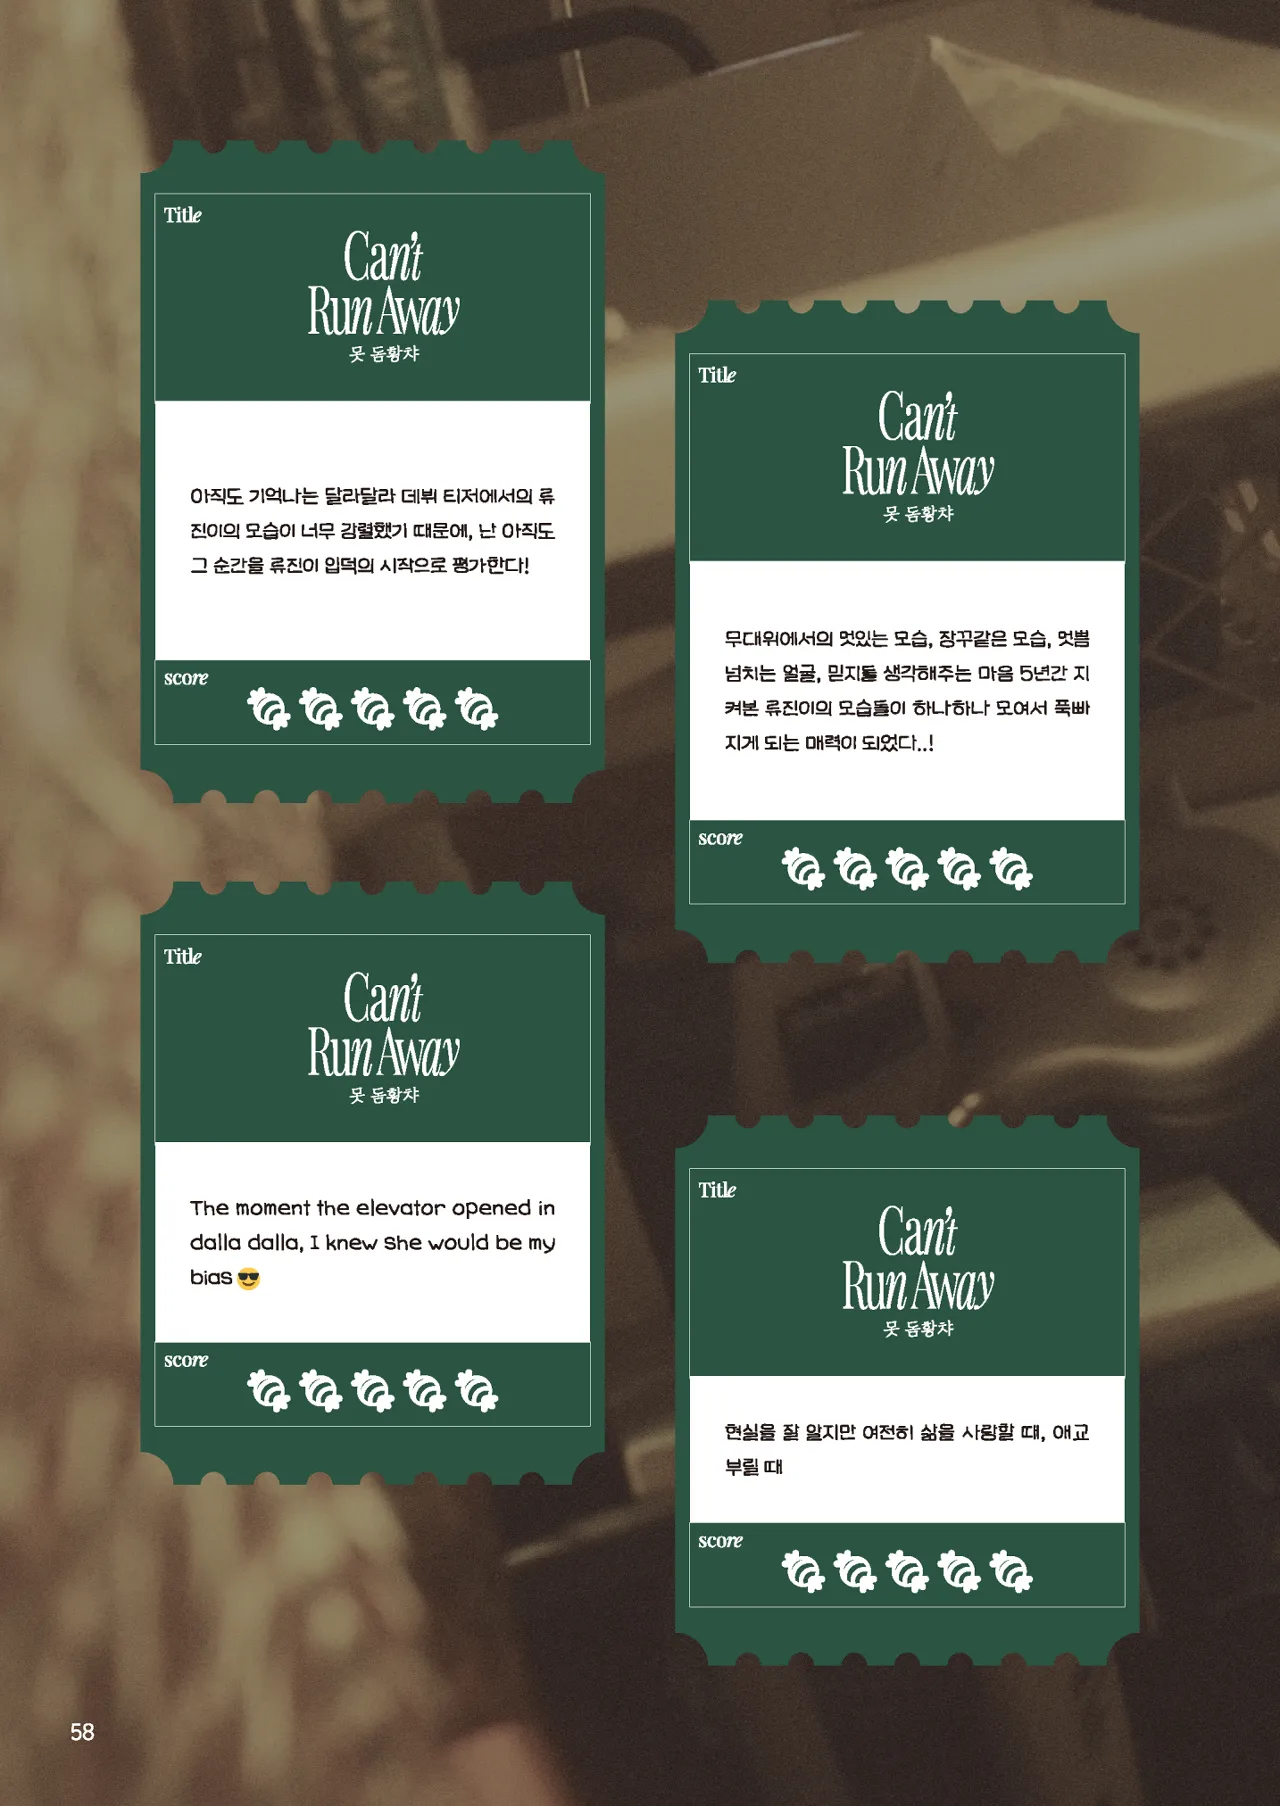 Title
Can't
Run Away
못 돔황챠
아직도 기억나는 달라달라 데뷔 티저에서의 류
진이의 모습이 너무 강렬했기 때문에, 난 아직도
그 순간을 류진이 입덕의 시작으로 평가한다!
score
Title
Can't
Run Away
못 돔황챠
무대위에서의 멋있는 모습, 장꾸같은 모습, 멋쁨
넘치는 얼굴, 믿지들 생각해주는 마음 5년간 지
켜본 류진이의 모습들이 하나하나 모여서 푹빠
지게 되는 매력이 되었다..!
score
Title
Can't
Run Away
못 돔황챠
The moment the elevator opened in
dalla dalla, I knew she would be my
bias 😎
score
Title
Can't
Run Away
못 돔황챠
현실을 잘 알지만 여전히 삶을 사랑할 때, 애교
부릴 때
score
58